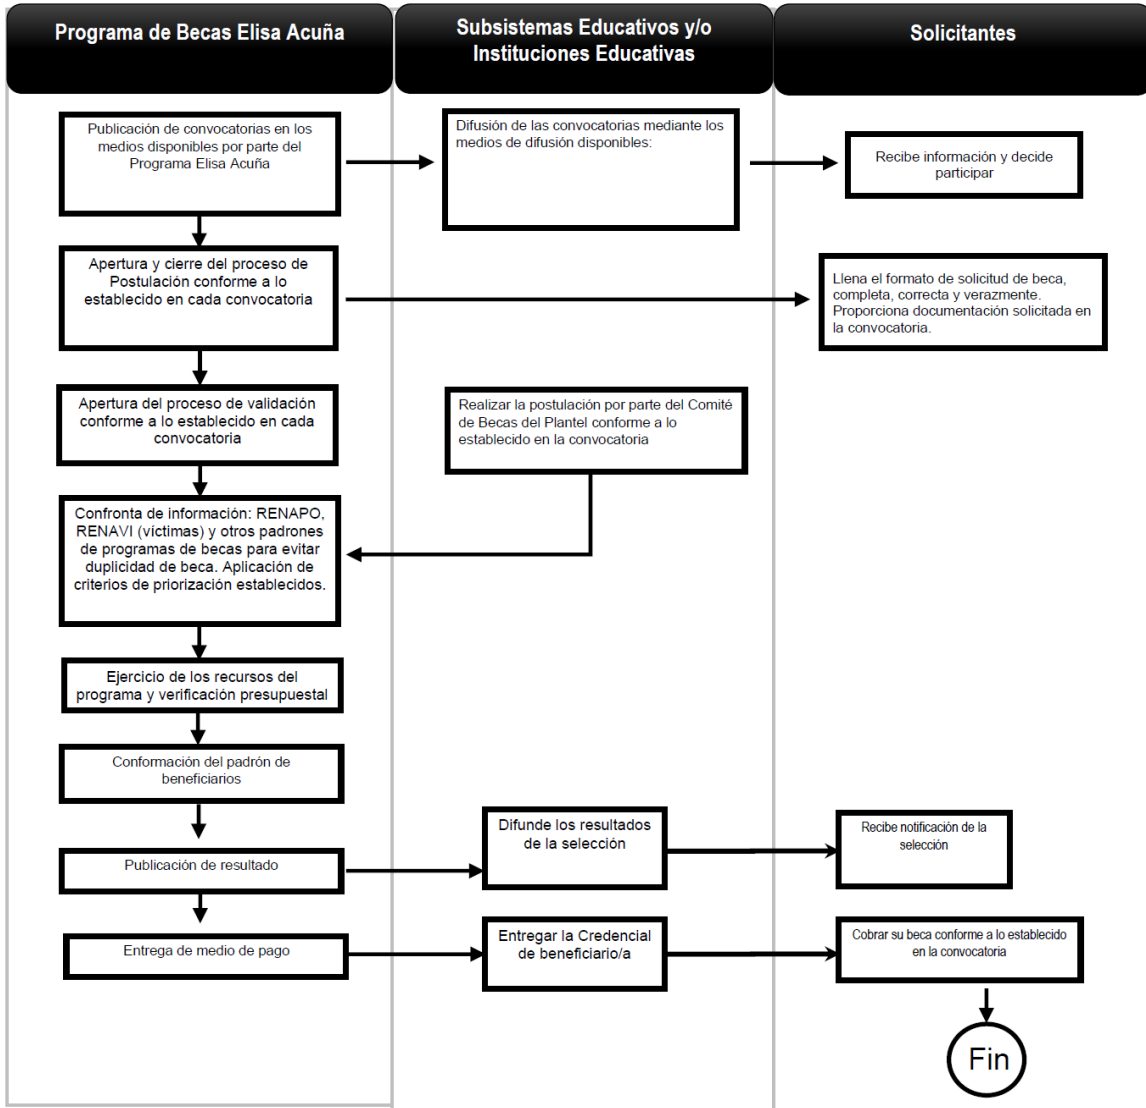 Programa de Becas Elisa Acuña
Subsistemas Educativos y/o
Instituciones Educativas
Solicitantes
Publicación de convocatorias en los
medios disponibles por parte del
Programa Elisa Acuña
Difusión de las convocatorias mediante los
medios de difusión disponibles:
Recibe información y decide
participar
Apertura y cierre del proceso de
Postulación conforme a lo
establecido en cada convocatoria
Llena el formato de solicitud de beca,
completa, correcta y verazmente.
Proporciona documentación solicitada en
la convocatoria.
Apertura del proceso de validación
conforme a lo establecido en cada
convocatoria
Realizar la postulación por parte del Comité
de Becas del Plantel conforme a lo
establecido en la convocatoria
Confronta de información: RENAPO,
RENAVI (víctimas) y otros padrones
de programas de becas para evitar
duplicidad de beca. Aplicación de
criterios de priorización establecidos.
Ejercicio de los recursos del
programa y verificación presupuestal
Conformación del padrón de
beneficiarios
Publicación de resultado
Difunde los resultados
de la selección
Recibe notificación de la
selección
Entrega de medio de pago
Entregar la Credencial
de beneficiario/a
Cobrar su beca conforme a lo establecido
en la convocatoria
Fin